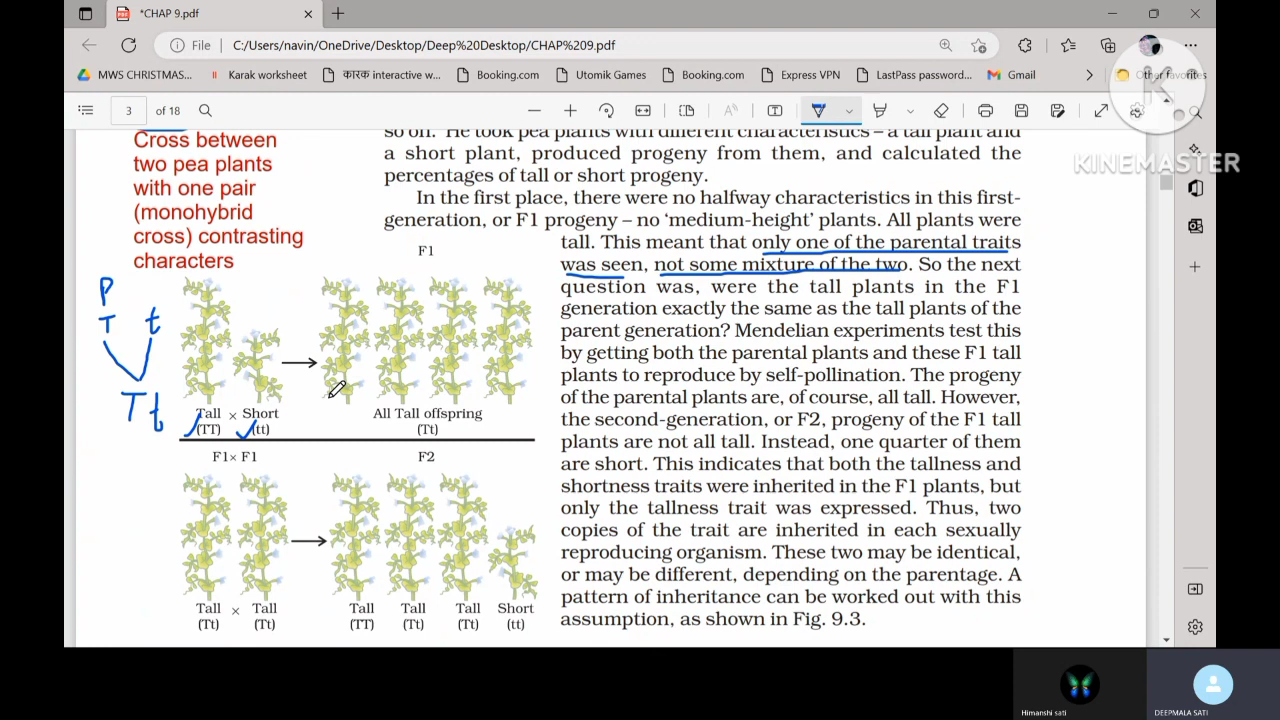 *CHAP 9.pdf
File
C:/Users/navin/OneDrive/Desktop/Deep%20Desktop/CHAP%209.pdf
MWS CHRISTMAS...
Karak worksheet
कारक interactive w...
Booking.com
Utomik Games
Booking.com
Express VPN
LastPass password...
Gmail
Other favorites
3 of 18
K
KINEMASTER
so on. He took pea plants with different characteristics – a tall plant and
a short plant, produced progeny from them, and calculated the
percentages of tall or short progeny.
In the first place, there were no halfway characteristics in this first-
generation, or F1 progeny – no ‘medium-height’ plants. All plants were
tall. This meant that only one of the parental traits
was seen, not some mixture of the two. So the next
question was, were the tall plants in the F1
generation exactly the same as the tall plants of the
parent generation? Mendelian experiments test this
by getting both the parental plants and these F1 tall
plants to reproduce by self-pollination. The progeny
of the parental plants are, of course, all tall. However,
the second-generation, or F2, progeny of the F1 tall
plants are not all tall. Instead, one quarter of them
are short. This indicates that both the tallness and
shortness traits were inherited in the F1 plants, but
only the tallness trait was expressed. Thus, two
copies of the trait are inherited in each sexually
reproducing organism. These two may be identical,
or may be different, depending on the parentage. A
pattern of inheritance can be worked out with this
assumption, as shown in Fig. 9.3.
Cross between
two pea plants
with one pair
(monohybrid
cross) contrasting
characters
P
T t
Tt
F1
Tall × Short
(TT) (tt)
All Tall offspring
(Tt)
F1× F1
F2
Tall × Tall
(Tt) (Tt)
Tall Tall Tall Short
(TT) (Tt) (Tt) (tt)
Himanshi sati
DEEPMALA SATI